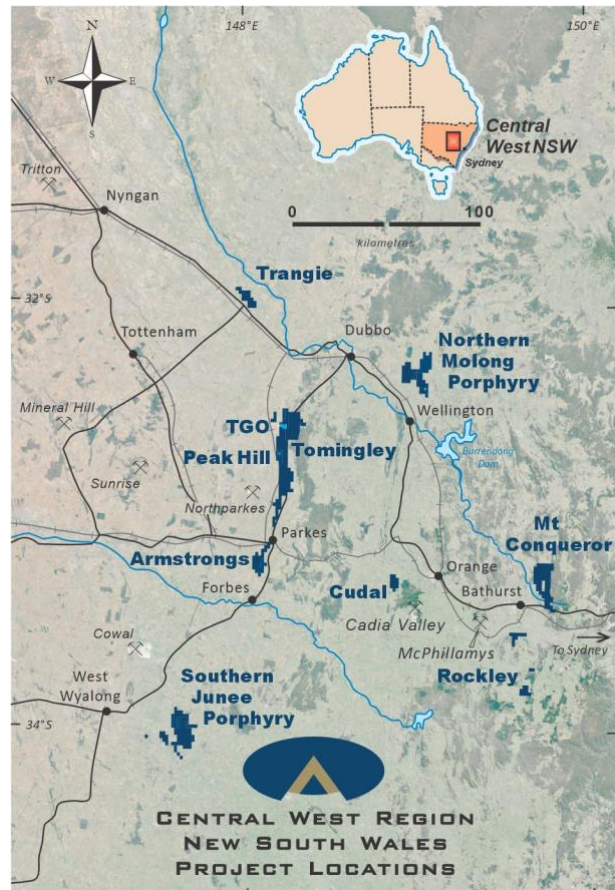 148°E
150°E
N
W
E
S
Central
West NSW
Sydney
Tritton
Nyngan
0
100
kilometres
Trangie
32°S
Tottenham
Dubbo
Northern
Molong
Porphyry
Mineral Hill
TGO
Wellington
Peak Hill
Tomingley
Burrendong
Dam
Sunrise
Northparkes
Parkes
Mt
Conqueror
Armstrongs
Orange
Forbes
Cudal
Bathurst
Cadia Valley
Cowal
McPhillamys
To Sydney
West
Wyalong
Rockley
Southern
Junee
Porphyry
34°S
CENTRAL WEST REGION
NEW SOUTH WALES
PROJECT LOCATIONS